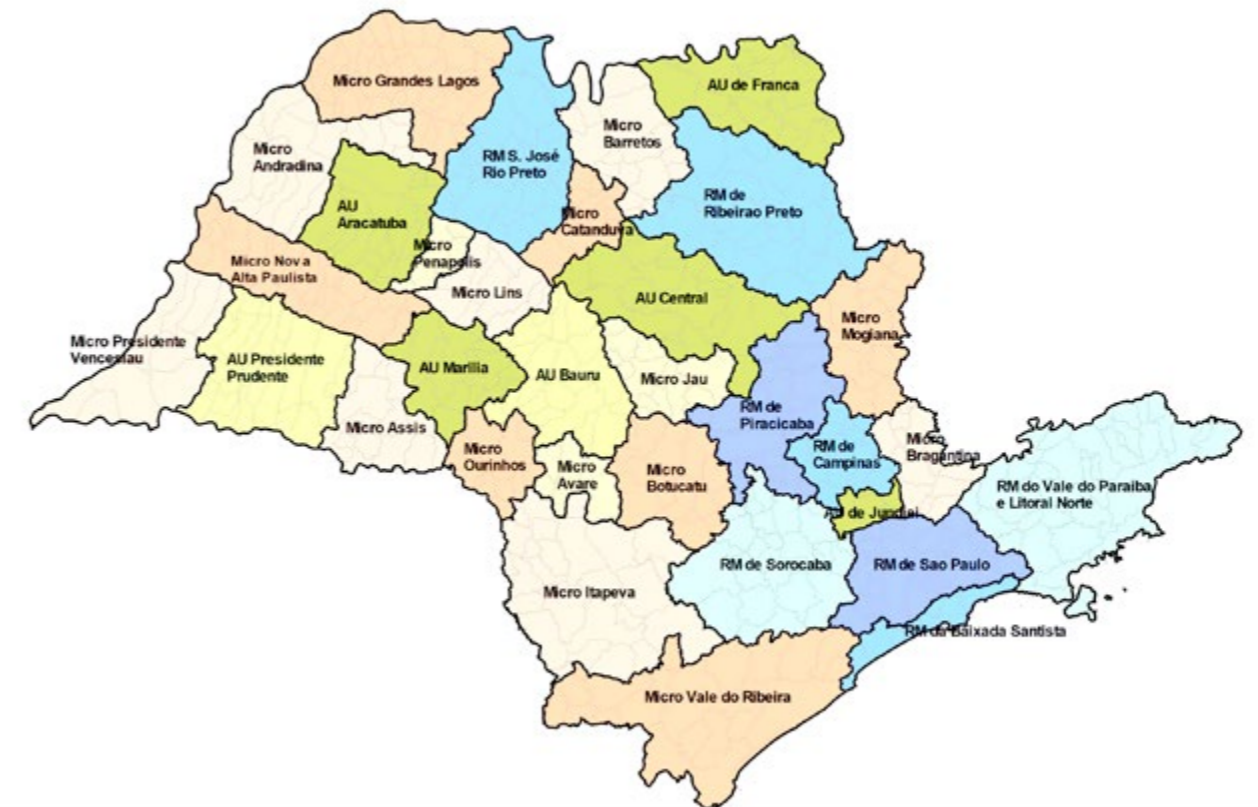 Micro Grandes Lagos
AU de Franca
Micro
Barretos
Micro
Andradina
RM S. José
Rio Preto
RM de
Ribeirao Preto
AU
Aracatuba
Micro
Catanduva
Micro
Penapolis
Micro Nova
Alta Paulista
Micro Lins
AU Central
Micro
Mogiana
Micro Presidente
Venceslau
AU Presidente
Prudente
AU Marilia
AU Bauru
Micro Jau
RM de
Piracicaba
Micro Assis
Micro
Ourinhos
Micro
Avare
Micro
Botucatu
RM de
Campinas
Micro
Bragantina
RM do Vale do Paraiba
e Litoral Norte
AU de Jundiai
Micro Itapeva
RM de Sorocaba
RM de Sao Paulo
RM da Baixada Santista
Micro Vale do Ribeira